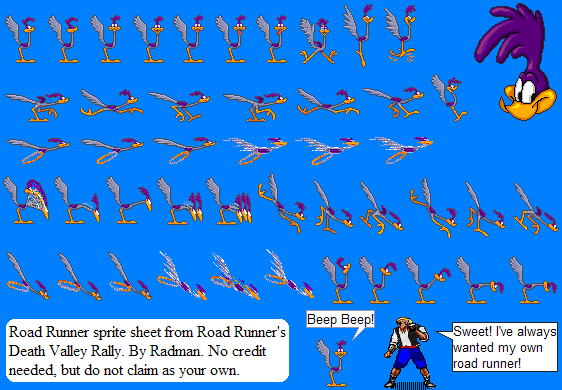 Beep Beep!
Road Runner sprite sheet from Road Runner's
Death Valley Rally. By Radman. No credit
needed, but do not claim as your own.
Sweet! I've always
wanted my own
road runner!